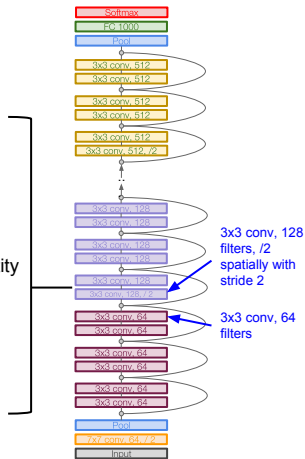 Softmax
FC 1000
Pool
3x3 conv, 512
3x3 conv, 512
3x3 conv, 512
3x3 conv, 512
3x3 conv, 512
3x3 conv, 512, /2
..
3x3 conv, 128
3x3 conv, 128
3x3 conv, 128
3x3 conv, 128
3x3 conv, 128
3x3 conv, 128, / 2
3x3 conv, 64
3x3 conv, 64
3x3 conv, 64
3x3 conv, 64
3x3 conv, 64
3x3 conv, 64
Pool
7x7 conv, 64, / 2
Input
ity
3x3 conv, 128
filters, /2
spatially with
stride 2
3x3 conv, 64
filters